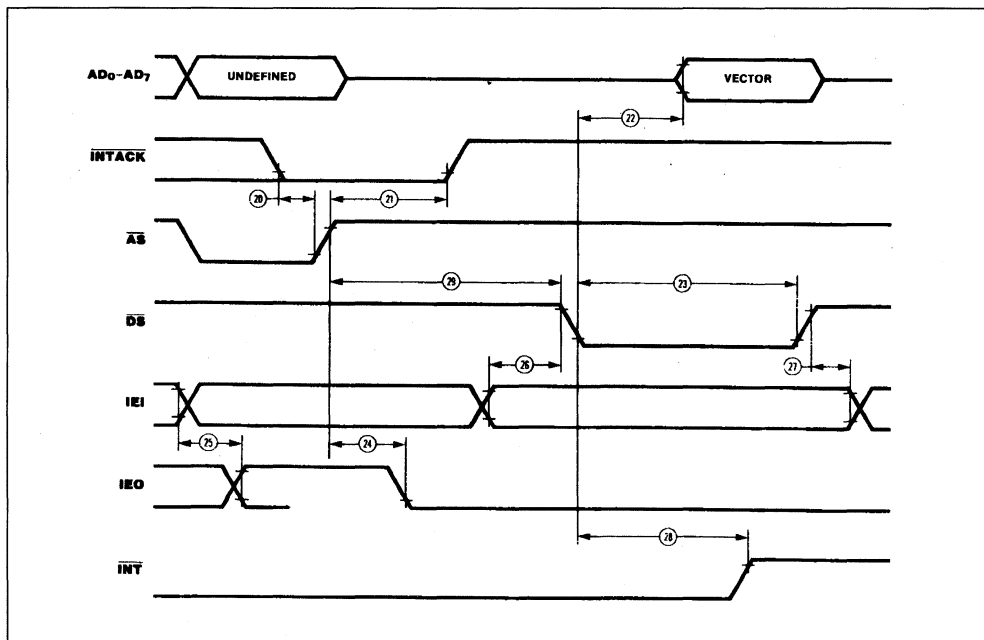 AD0-AD7 UNDEFINED VECTOR
22
INTACK
20 21
AS
29 23
DS
26 27
IEI
25 24
IEO
28
INT